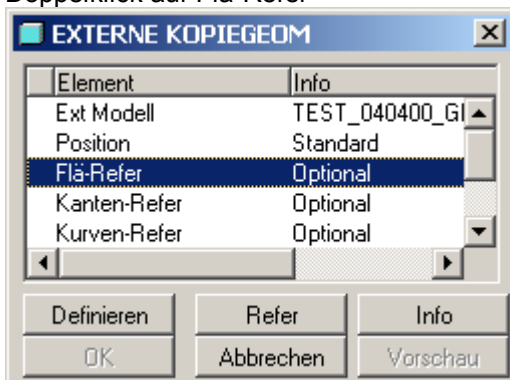 Doppelklick auf Flä-Refer
EXTERNE KOPIEGEOM
Element Info
Ext Modell TEST_040400_GI
Position Standard
Flä-Refer Optional
Kanten-Refer Optional
Kurven-Refer Optional
Definieren Refer Info
OK Abbrechen Vorschau